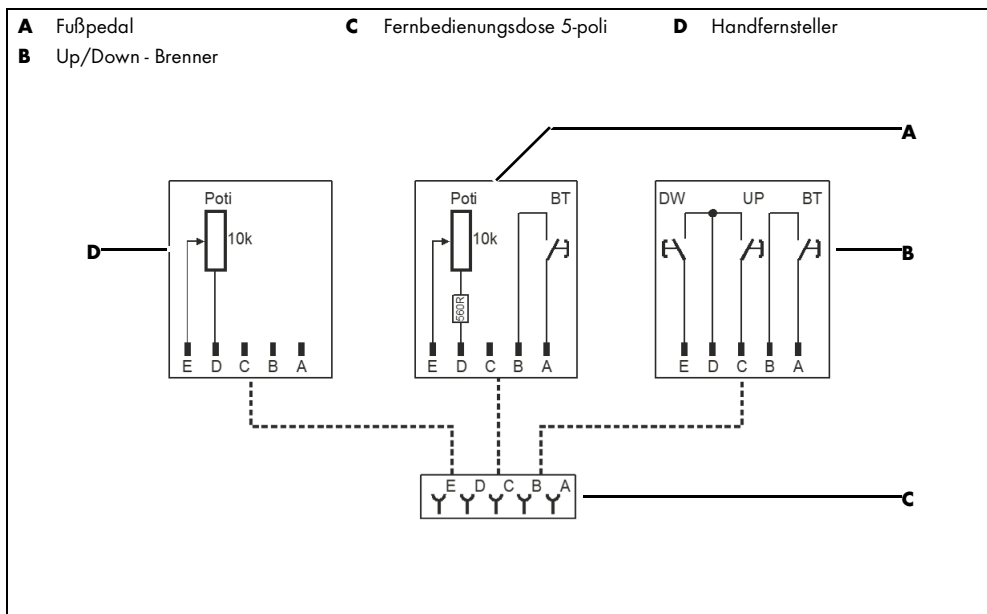 A Fußpedal C Fernbedienungsdose 5-poli D Handfernsteller
B Up/Down - Brenner
A
Poti Poti BT DW UP BT
10k 10k
D B
560R
E D C B A E D C B A E D C B A
E D C B A
C